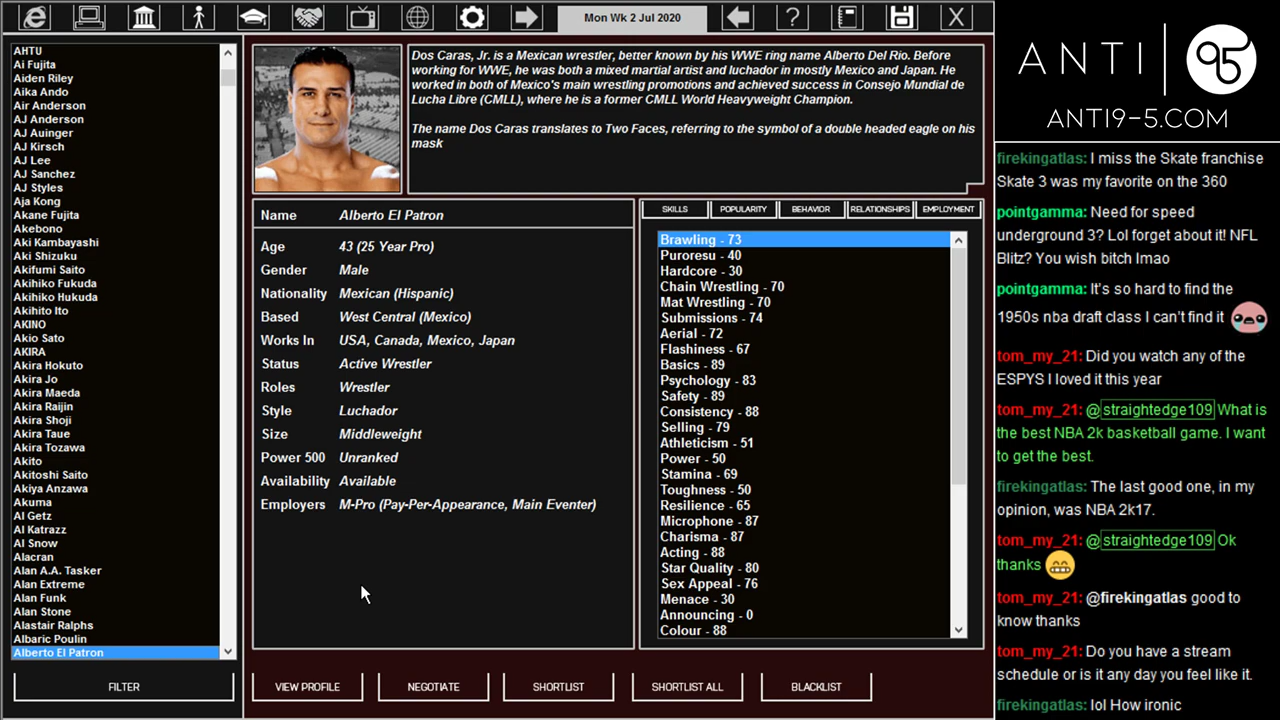 Mon Wk 2 Jul 2020
?
X
AHTU
Ai Fujita
Aiden Riley
Aika Ando
Air Anderson
AJ Anderson
AJ Auinger
AJ Kirsch
AJ Lee
AJ Sanchez
AJ Styles
Aja Kong
Akane Fujita
Akebono
Aki Kambayashi
Aki Shizuku
Akifumi Saito
Akihiko Fukuda
Akihiko Hukuda
Akihito Ito
AKINO
Akio Sato
AKIRA
Akira Hokuto
Akira Jo
Akira Maeda
Akira Raijin
Akira Shoji
Akira Taue
Akira Tozawa
Akito
Akitoshi Saito
Akiya Anzawa
Akuma
Al Getz
Al Katrazz
Al Snow
Alacran
Alan A.A. Tasker
Alan Extreme
Alan Funk
Alan Stone
Alastair Ralphs
Albaric Poulin
Alberto El Patron
FILTER
Dos Caras, Jr. is a Mexican wrestler, better known by his WWE ring name Alberto Del Rio. Before
working for WWE, he was both a mixed martial artist and luchador in mostly Mexico and Japan. He
worked in both of Mexico's main wrestling promotions and achieved success in Consejo Mundial de
Lucha Libre (CMLL), where he is a former CMLL World Heavyweight Champion.
The name Dos Caras translates to Two Faces, referring to the symbol of a double headed eagle on his
mask
Name Alberto El Patron
Age 43 (25 Year Pro)
Gender Male
Nationality Mexican (Hispanic)
Based West Central (Mexico)
Works In USA, Canada, Mexico, Japan
Status Active Wrestler
Roles Wrestler
Style Luchador
Size Middleweight
Power 500 Unranked
Availability Available
Employers M-Pro (Pay-Per-Appearance, Main Eventer)
SKILLS POPULARITY BEHAVIOR RELATIONSHIPS EMPLOYMENT
Brawling - 73
Puroresu - 40
Hardcore - 30
Chain Wrestling - 70
Mat Wrestling - 70
Submissions - 74
Aerial - 72
Flashiness - 67
Basics - 89
Psychology - 83
Safety - 89
Consistency - 88
Selling - 79
Athleticism - 51
Power - 50
Stamina - 69
Toughness - 50
Resilience - 65
Microphone - 87
Charisma - 87
Acting - 88
Star Quality - 80
Sex Appeal - 76
Menace - 30
Announcing - 0
Colour - 88
VIEW PROFILE NEGOTIATE SHORTLIST SHORTLIST ALL BLACKLIST
ANTI 95
ANTI9-5.COM
firekingatlas: I miss the Skate franchise
Skate 3 was my favorite on the 360
pointgamma: Need for speed
underground 3? Lol forget about it! NFL
Blitz? You wish bitch lmao
pointgamma: It's so hard to find the
1950s nba draft class I can't find it
tom_my_21: Did you watch any of the
ESPYS I loved it this year
tom_my_21: @straightedge109 What is
the best NBA 2k basketball game. I want
to get the best.
firekingatlas: The last good one, in my
opinion, was NBA 2k17.
tom_my_21: @straightedge109 Ok
thanks
tom_my_21: @firekingatlas good to
know thanks
tom_my_21: Do you have a stream
schedule or is it any day you feel like it.
firekingatlas: lol How ironic